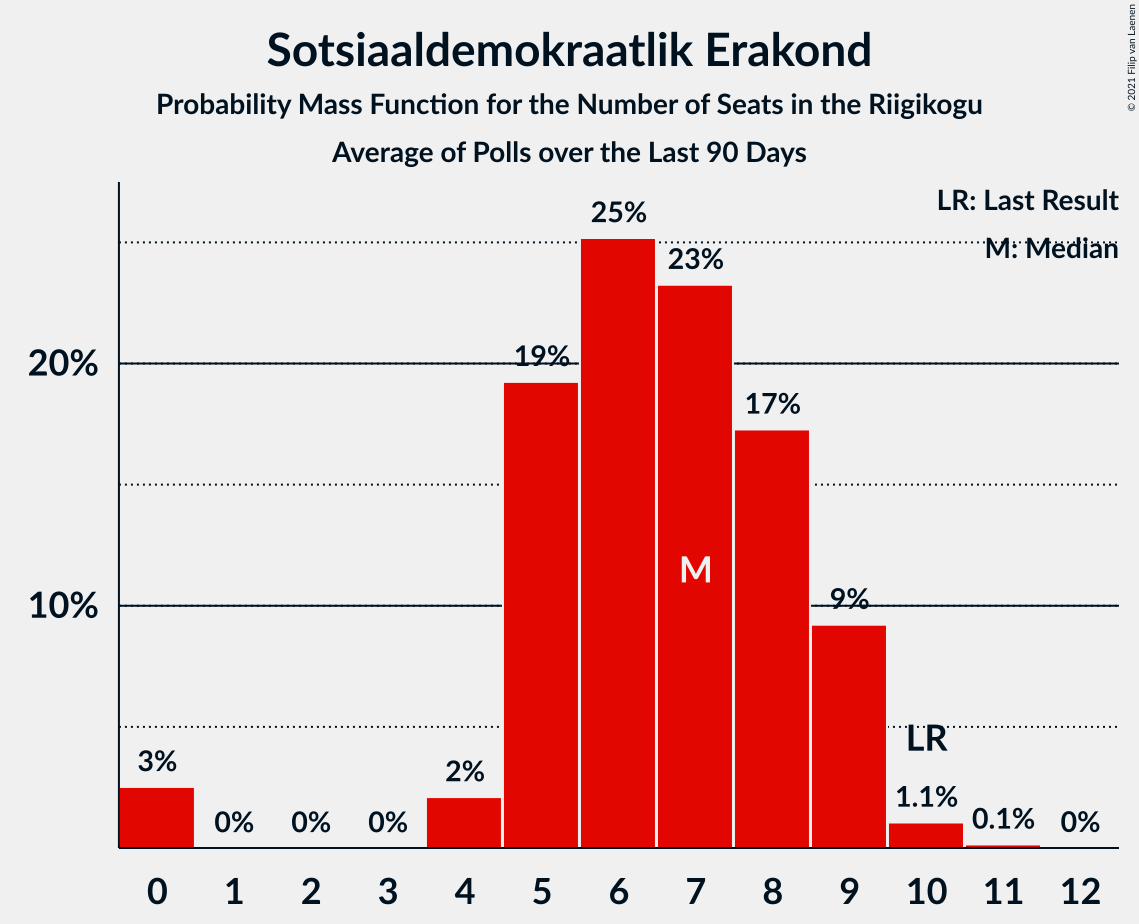 Sotsiaaldemokraatlik Erakond
Probability Mass Function for the Number of Seats in the Riigikogu
Average of Polls over the Last 90 Days
© 2021 Filip van Laenen
LR: Last Result
M: Median
25%
23%
20%
19%
17%
M
10%
9%
LR
3%
2%
1.1%
0% 0% 0% 0.1% 0%
0 1 2 3 4 5 6 7 8 9 10 11 12